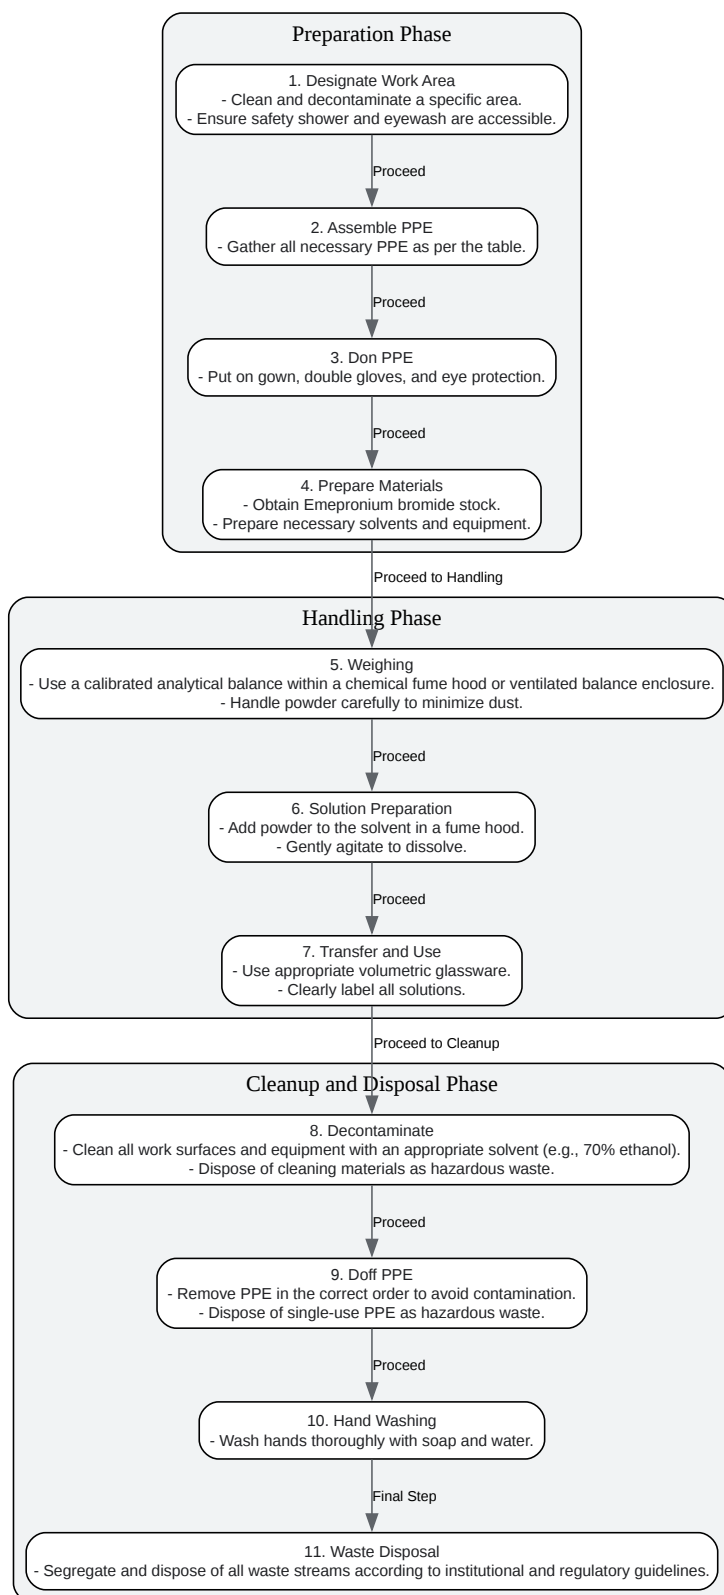 Preparation Phase
1. Designate Work Area
- Clean and decontaminate a specific area.
- Ensure safety shower and eyewash are accessible.
Proceed
2. Assemble PPE
- Gather all necessary PPE as per the table.
Proceed
3. Don PPE
- Put on gown, double gloves, and eye protection.
Proceed
4. Prepare Materials
- Obtain Emepronium bromide stock.
- Prepare necessary solvents and equipment.
Proceed to Handling
Handling Phase
5. Weighing
- Use a calibrated analytical balance within a chemical fume hood or ventilated balance enclosure.
- Handle powder carefully to minimize dust.
Proceed
6. Solution Preparation
- Add powder to the solvent in a fume hood.
- Gently agitate to dissolve.
Proceed
7. Transfer and Use
- Use appropriate volumetric glassware.
- Clearly label all solutions.
Proceed to Cleanup
Cleanup and Disposal Phase
8. Decontaminate
- Clean all work surfaces and equipment with an appropriate solvent (e.g., 70% ethanol).
- Dispose of cleaning materials as hazardous waste.
Proceed
9. Doff PPE
- Remove PPE in the correct order to avoid contamination.
- Dispose of single-use PPE as hazardous waste.
Proceed
10. Hand Washing
- Wash hands thoroughly with soap and water.
Final Step
11. Waste Disposal
- Segregate and dispose of all waste streams according to institutional and regulatory guidelines.